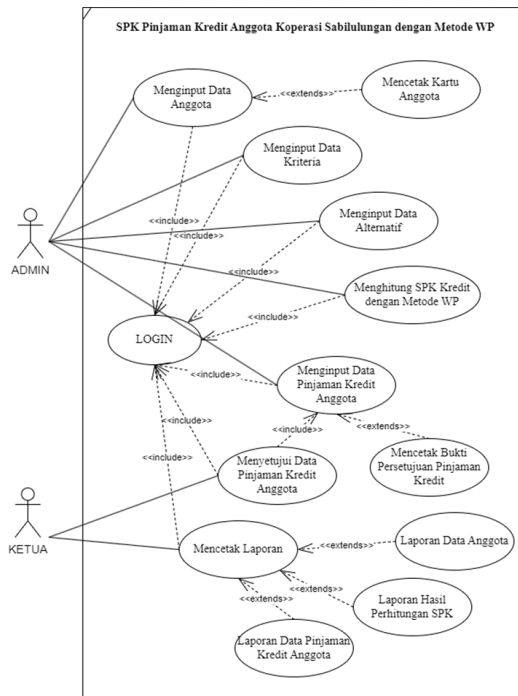 SPK Pinjaman Kredit Anggota Koperasi Sabilulungan dengan Metode WP
Menginput Data
Anggota
<<extends>>
Mencetak Kartu
Anggota
Menginput Data
Kriteria
<<include>>
<<include>>
ADMIN
Menginput Data
Alternatif
<<include>>
Menghitung SPK Kredit
dengan Metode WP
<<include>>
LOGIN
<<include>>
Menginput Data
Pinjaman Kredit
Anggota
<<include>>
<<include>>
<<extends>>
<<include>>
Menyetujui Data
Pinjaman Kredit
Anggota
Mencetak Bukti
Persetujuan Pinjaman
Kredit
KETUA
Mencetak Laporan
<<extends>>
Laporan Data Anggota
<<extends>>
<<extends>>
Laporan Hasil
Perhitungan SPK
Laporan Data Pinjaman
Kredit Anggota